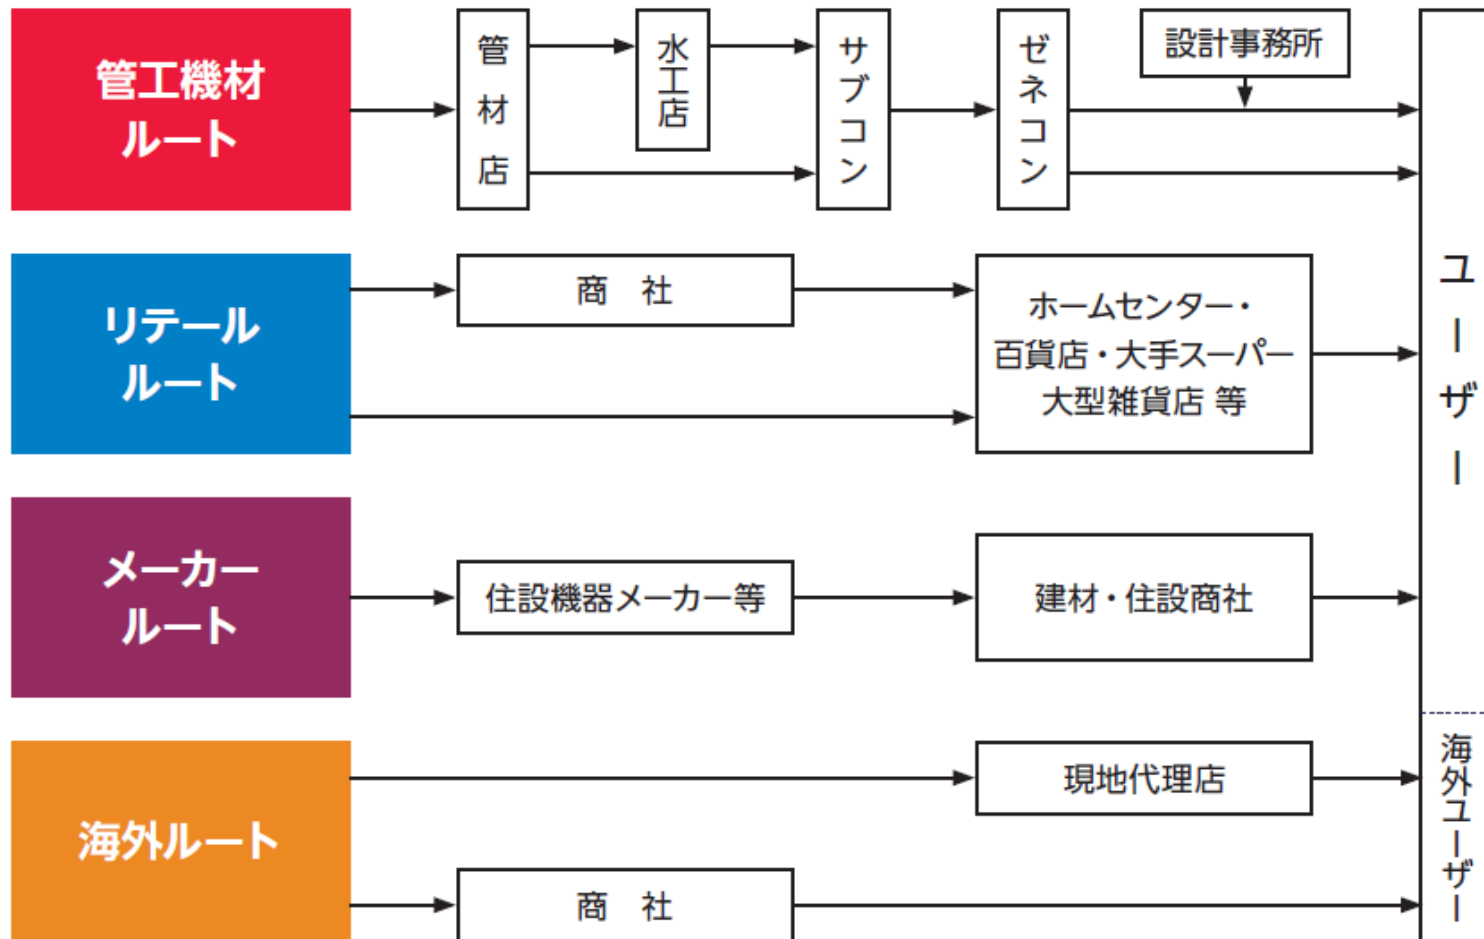 管工機材
ルート
管材店
水工店
サブコン
ゼネコン
設計事務所
ユーザー
リテール
ルート
商　社
ホームセンター・
百貨店・大手スーパー
大型雑貨店 等
メーカー
ルート
住設機器メーカー等
建材・住設商社
海外ルート
現地代理店
商　社
海外ユーザー